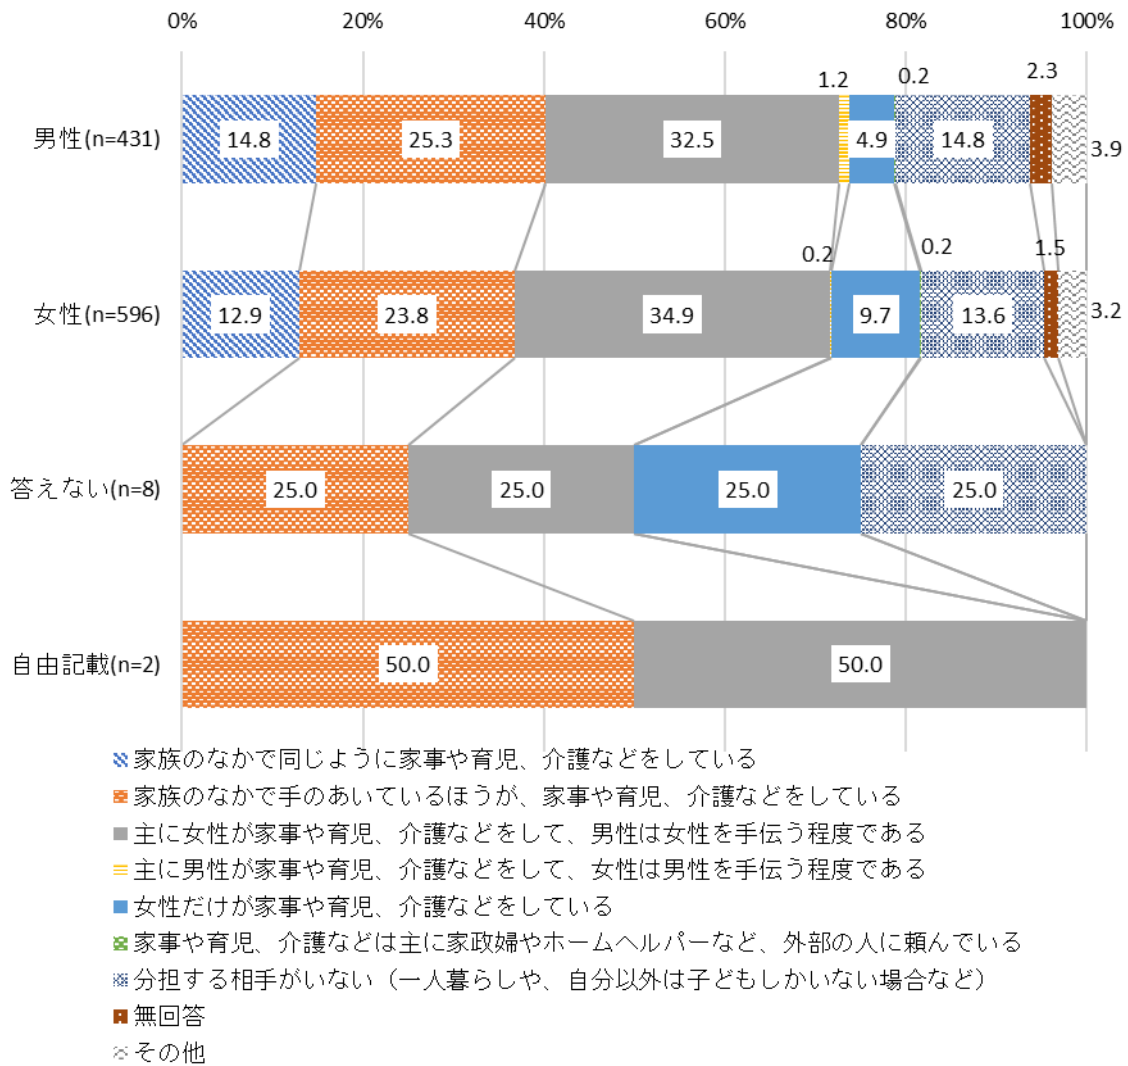 0% 20% 40% 60% 80% 100%
1.2 0.2 2.3
男性(n=431) 14.8 25.3 32.5 4.9 14.8 3.9
0.2 0.2 1.5
女性(n=596) 12.9 23.8 34.9 9.7 13.6 3.2
答えない(n=8) 25.0 25.0 25.0 25.0
自由記載(n=2) 50.0 50.0
家族のなかで同じように家事や育児、介護などをしている
家族のなかで手のあいているほうが、家事や育児、介護などをしている
主に女性が家事や育児、介護などをして、男性は女性を手伝う程度である
主に男性が家事や育児、介護などをして、女性は男性を手伝う程度である
女性だけが家事や育児、介護などをしている
家事や育児、介護などは主に家政婦やホームヘルパーなど、外部の人に頼んでいる
分担する相手がいない（一人暮らしや、自分以外は子どもしかいない場合など）
無回答
その他